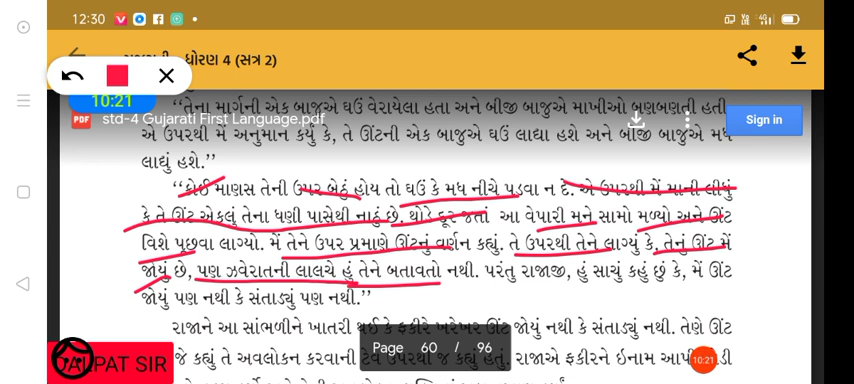 12:30
4G
ધોરણ 4 (સત્ર 2)
10:21
"તેના માર્ગની એક બાજુએ ઘઉં વેરાયેલા હતા અને બીજી બાજુએ માખીઓ બણબણતી હતી
std-4 Gujarati First Language.pdf
Sign in
એ ઉપરથી મેં અનુમાન કર્યું કે, તે ઊંટની એક બાજુએ ઘઉં લાદ્યા હશે અને બીજી બાજુએ મધ
લાદ્યું હશે."
"કોઈ માણસ તેની ઉપર બેઠું હોય તો ઘઉં કે મધ નીચે પડવા ન દે. એ ઉપરથી મેં માની લીધું
કે તે ઊંટ એકલું તેના ધણી પાસેથી નાઠું છે. થોડે દૂર જતાં આ વેપારી મને સામો મળ્યો અને ઊંટ
વિશે પૂછવા લાગ્યો. મેં તેને ઉપર પ્રમાણે ઊંટનું વર્ણન કર્યું. તે ઉપરથી તેને લાગ્યું કે, તેનું ઊંટ મેં
જોયું છે, પણ ઝવેરાતની લાલચે હું તેને બતાવતો નથી. પરંતુ રાજાજી, હું સાચું કહું છું કે, મેં ઊંટ
જોયું પણ નથી કે સંતાડ્યું પણ નથી."
રાજાને આ સાંભળીને ખાતરી થઈ કે ફકીરે ખરેખર ઊંટ જોયું નથી કે સંતાડ્યું નથી. તેણે ઊંટ
Page 60 / 96
DALPAT SIR
જે કહ્યું તે અવલોકન કરવાની ટેવ ઉપરથી જ કહ્યું હતું. રાજાએ ફકીરને ઇનામ
10:21